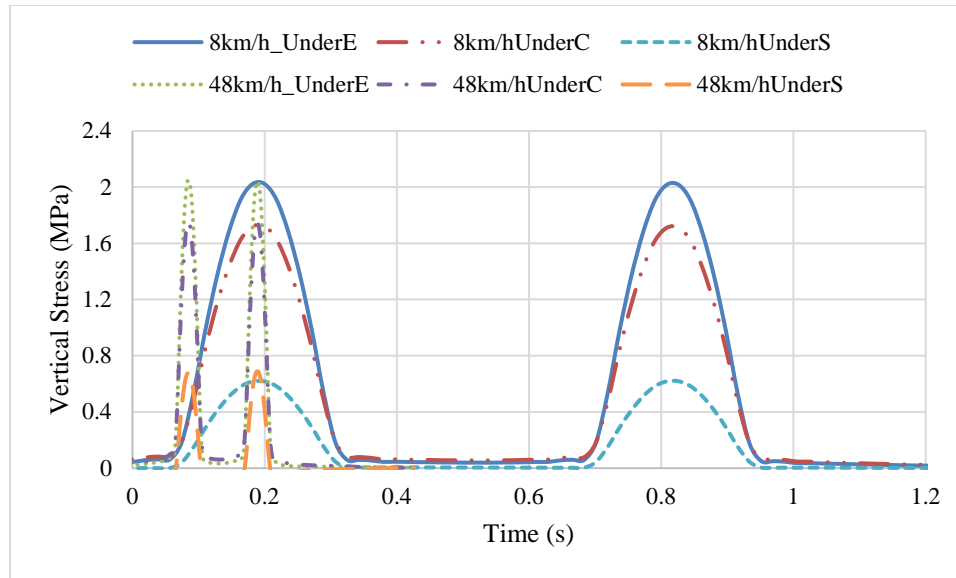 8km/h_UnderE 8km/hUnderC 8km/hUnderS
48km/h_UnderE 48km/hUnderC 48km/hUnderS
2.4
2
1.6
1.2
0.8
0.4
0
Vertical Stress (MPa)
0 0.2 0.4 0.6 0.8 1 1.2
Time (s)